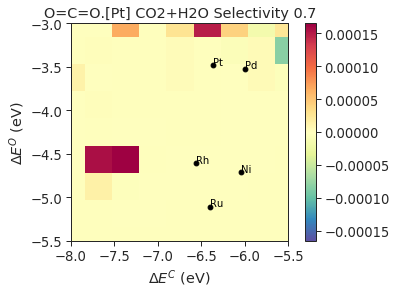 O=C=O.[Pt] CO2+H2O Selectivity 0.7
−3.0
−3.5
−4.0
−4.5
−5.0
−5.5
ΔE^O (eV)
Pt
Pd
Rh
Ni
Ru
−8.0 −7.5 −7.0 −6.5 −6.0 −5.5
ΔE^C (eV)
0.00015
0.00010
0.00005
0.00000
−0.00005
−0.00010
−0.00015